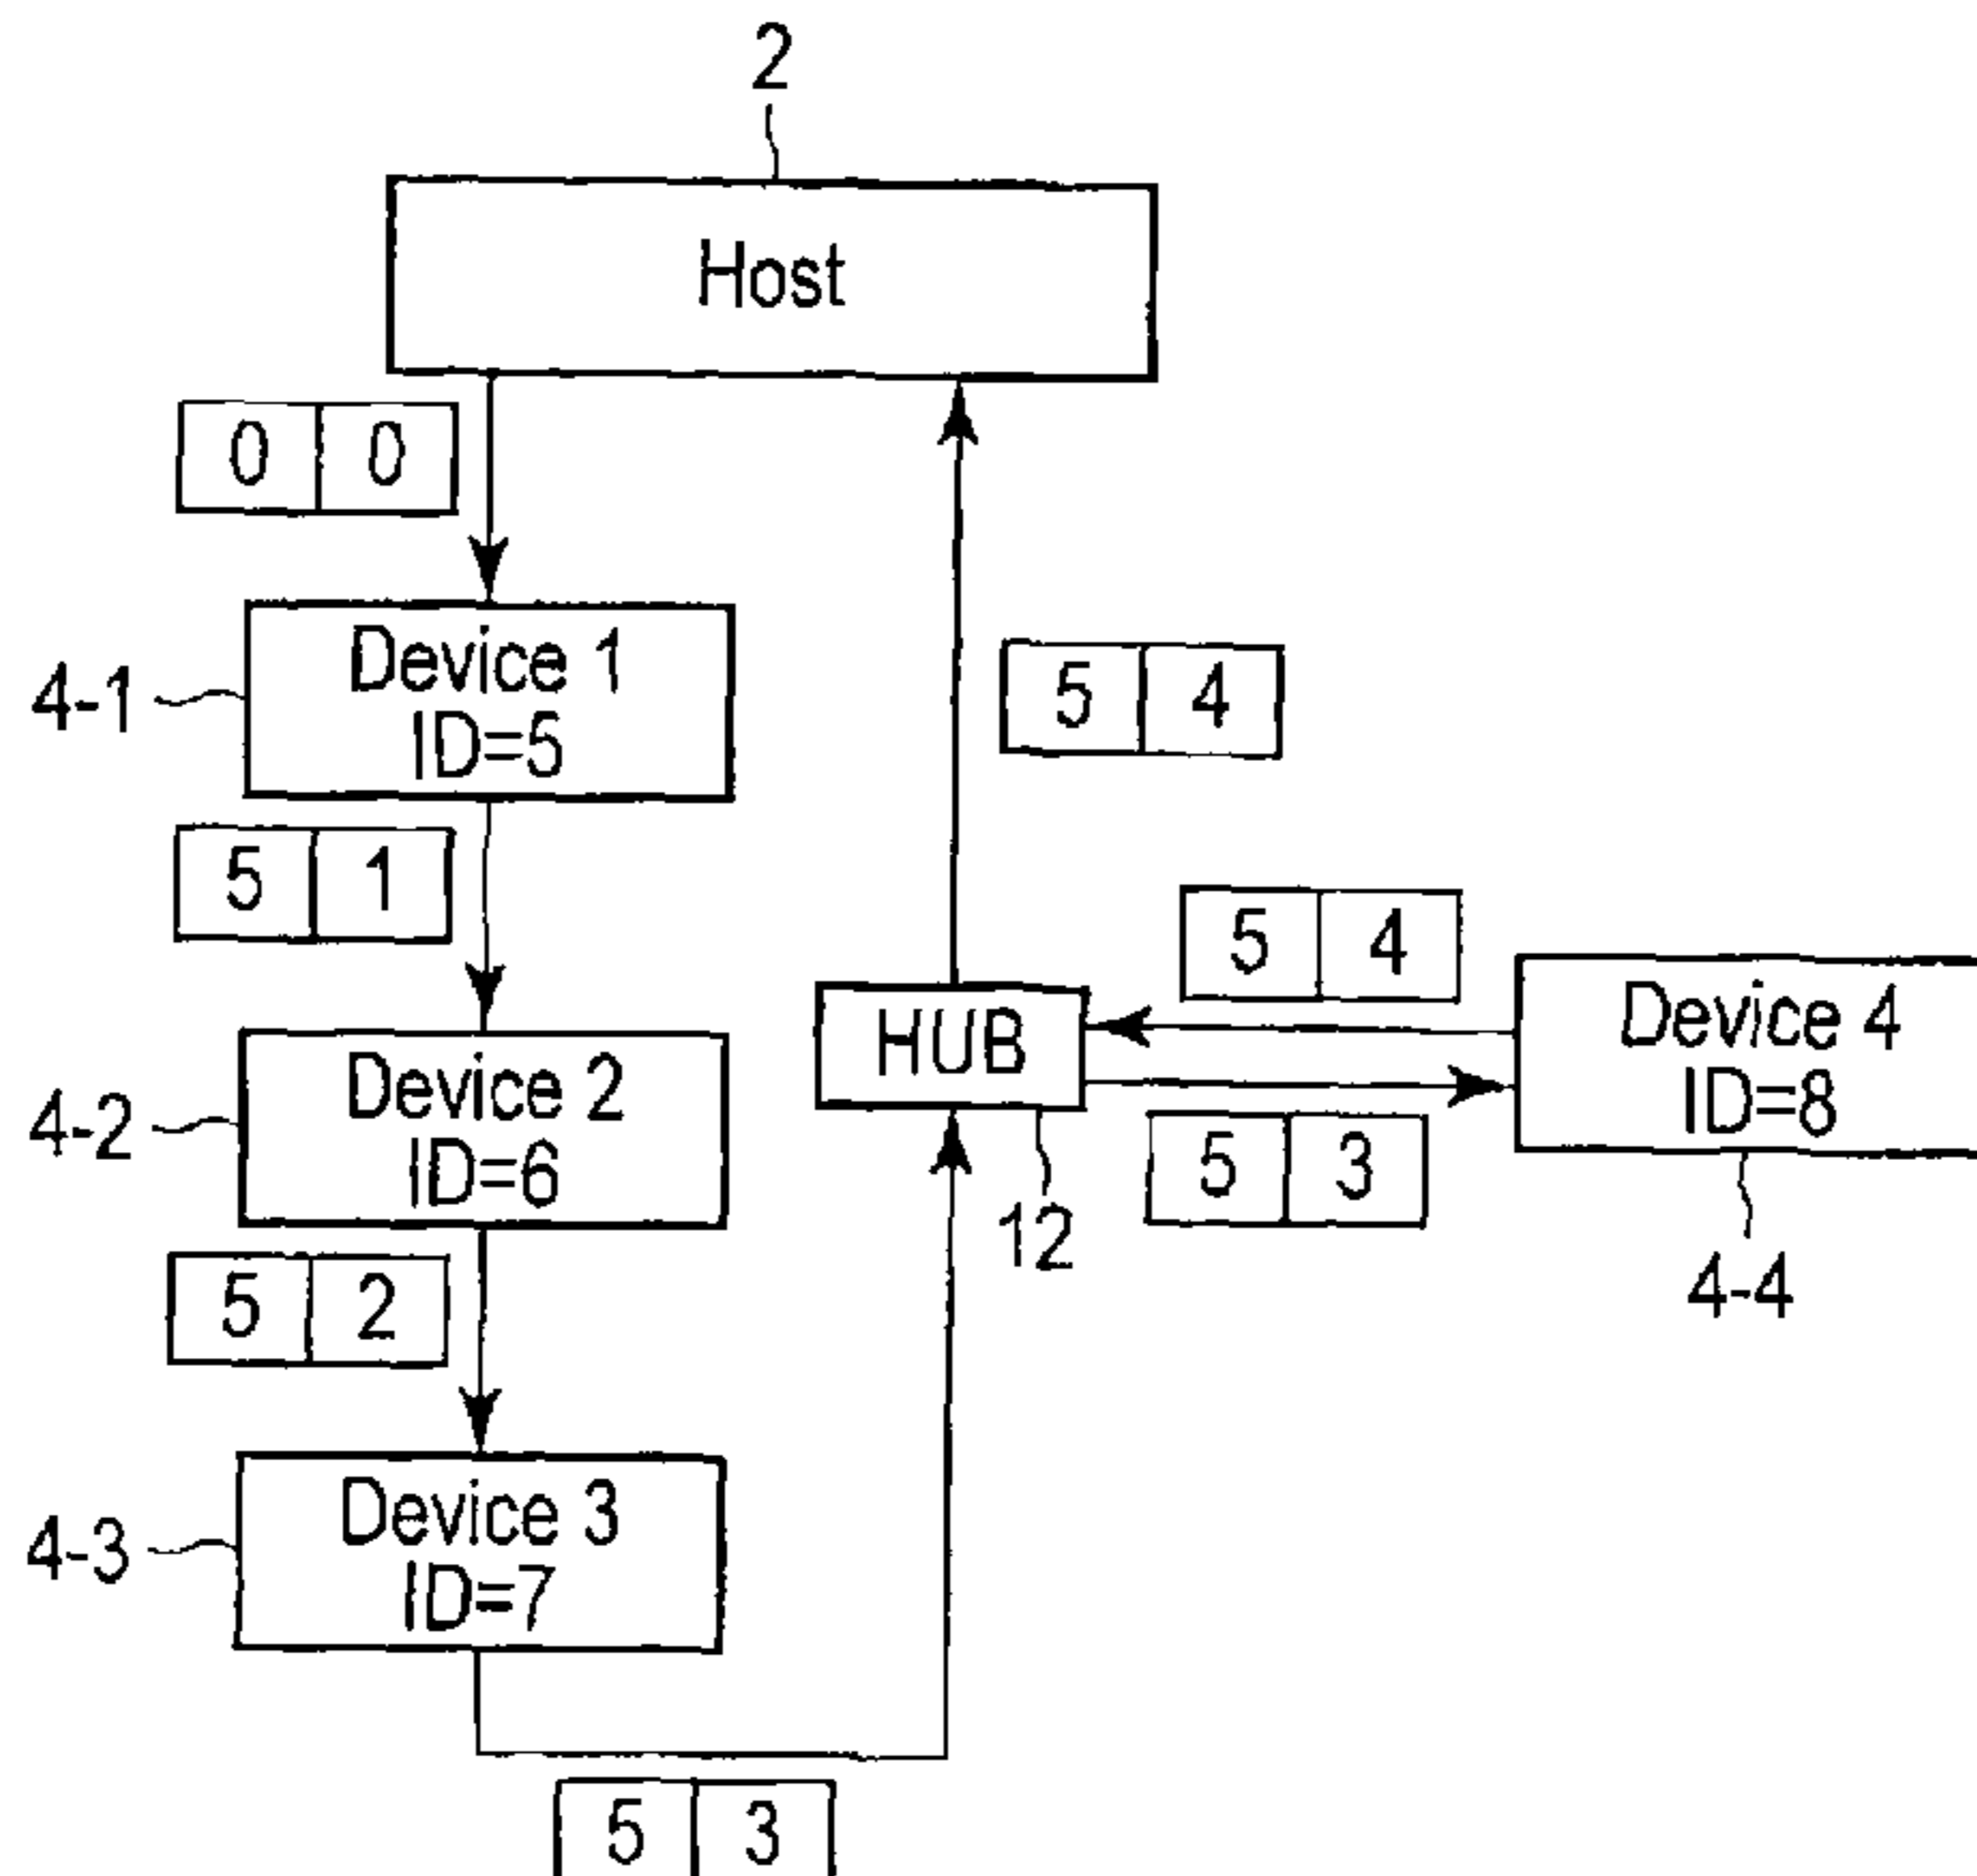 2
Host
0 0
4-1
Device 1
ID=5
5 4
5 1
5 4
Device 4
ID=8
HUB
4-2
Device 2
ID=6
5 3
12
4-4
5 2
4-3
Device 3
ID=7
5 3